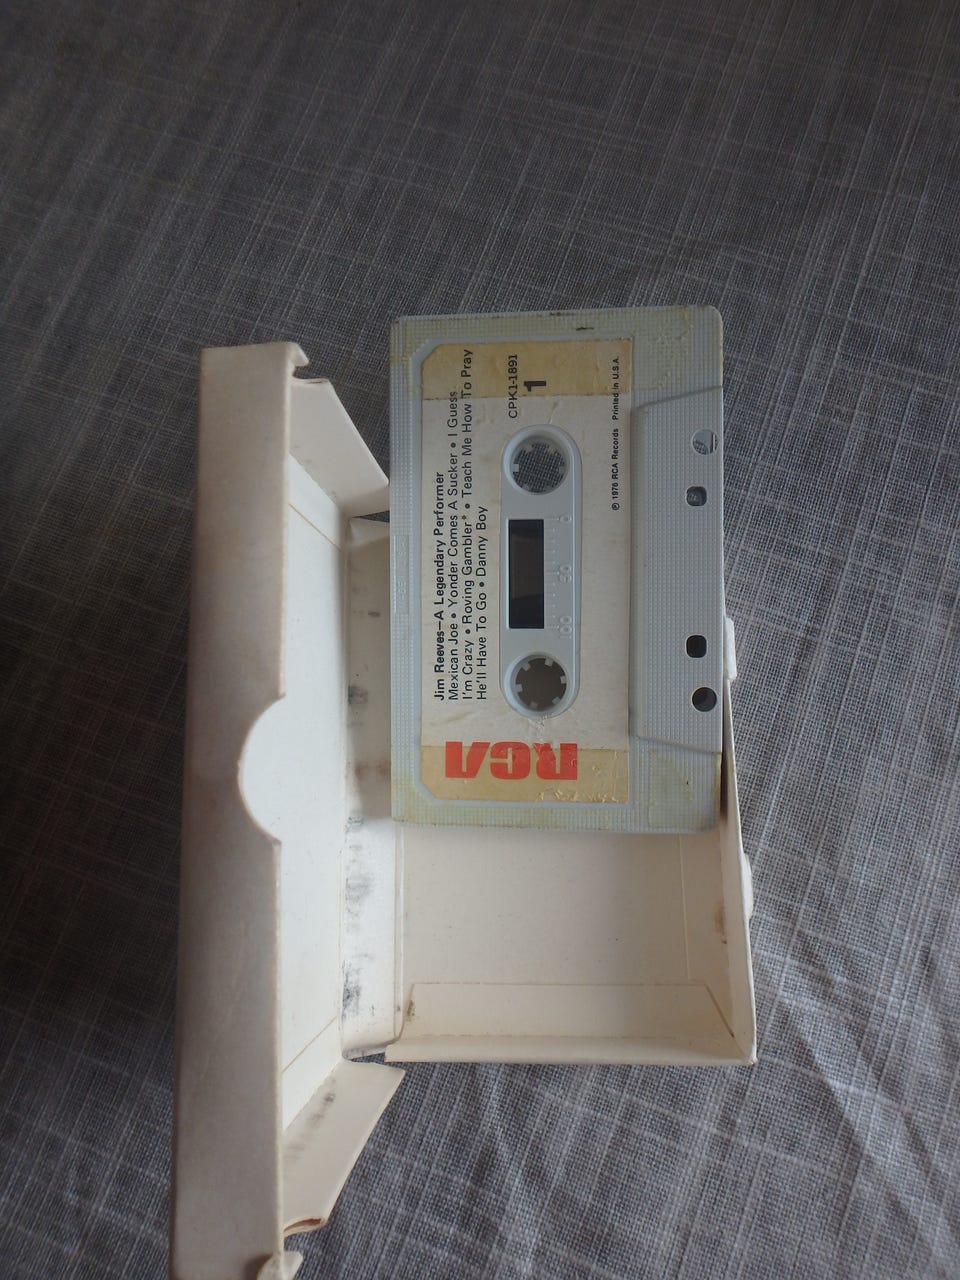 Jim Reeves—A Legendary Performer
Mexican Joe • Yonder Comes A Sucker • I Guess
I'm Crazy • Roving Gambler* • Teach Me How To Pray
He'll Have To Go • Danny Boy
CPK1-1891
1
100 50 0
RCA
℗ 1976 RCA Records Printed in U.S.A.